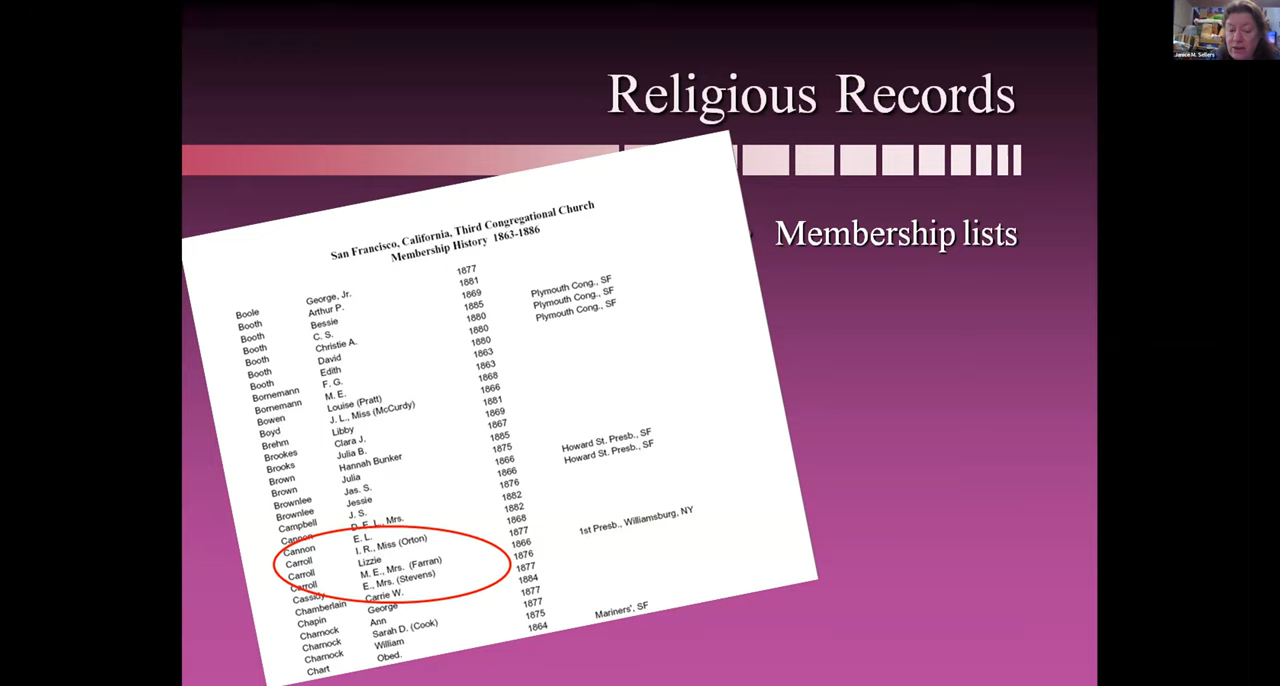 Religious Records
Membership lists
San Francisco, California, Third Congregational Church
Membership History 1863-1886
Boole George, Jr. 1877
Booth Arthur P. 1881
Booth Bessie 1869
Booth C. S. 1885 Plymouth Cong., SF
Booth Christie A. 1880 Plymouth Cong., SF
Booth David 1880 Plymouth Cong., SF
Booth Edith 1880
Bornemann F. G. 1863
Bornemann M. E. 1863
Bowen Louise (Pratt) 1868
Boyd J. L., Miss (McCurdy) 1866
Brehm Libby 1881
Brookes Clara J. 1869
Brooks Julia B. 1867
Brown Hannah Bunker 1885
Brown Julia 1875
Brownlee Jas. S. 1866 Howard St. Presb., SF
Brownlee Jessie 1866 Howard St. Presb., SF
Campbell J. S. 1876
Cannon D. E. L., Mrs. 1882
Cannon E. L. 1882
Carroll I. R., Miss (Orton) 1868
Carroll Lizzie 1877
Carroll M. E., Mrs. (Farran) 1866 1st Presb., Williamsburg, NY
Cassidy E., Mrs. (Stevens) 1876
Chamberlain Carrie W. 1877
Chapin George 1884
Charnock Ann 1877
Charnock Sarah D. (Cook) 1877
Charnock William 1875
Chart Obed. 1864 Mariners', SF
Janice M. Sellers